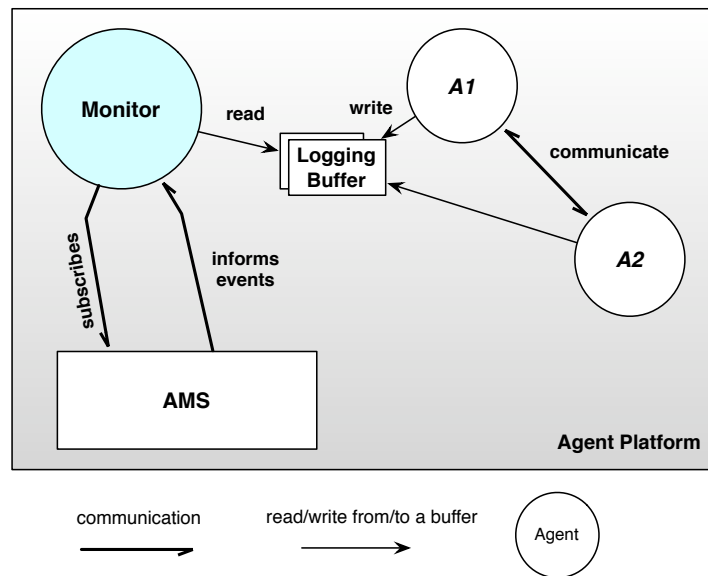 Monitor
read
write
A1
Logging
Buffer
communicate
A2
subscribes
informs
events
AMS
Agent Platform
communication
read/write from/to a buffer
Agent